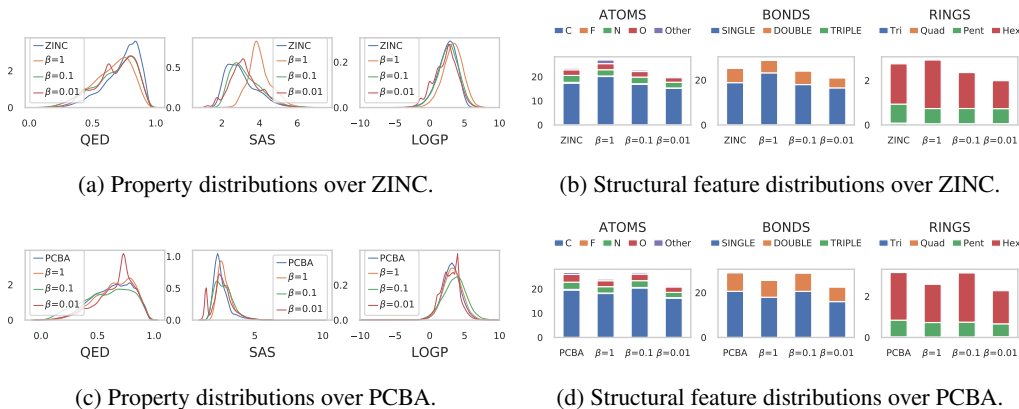 ZINC
β=1
β=0.1
β=0.01
2
0
0.0 0.5 1.0
QED
ZINC
β=1
β=0.1
β=0.01
0.5
0.0
2 4 6
SAS
ZINC
β=1
β=0.1
β=0.01
0.2
0.0
−10 −5 0 5 10
LOGP
(a) Property distributions over ZINC.
ATOMS
C F N O Other
20
10
0
ZINC β=1 β=0.1 β=0.01
BONDS
SINGLE DOUBLE TRIPLE
20
0
ZINC β=1 β=0.1 β=0.01
RINGS
Tri Quad Pent Hex
2
0
ZINC β=1 β=0.1 β=0.01
(b) Structural feature distributions over ZINC.
PCBA
β=1
β=0.1
β=0.01
2
0
0.0 0.5 1.0
QED
1.0
0.5
0.0
PCBA
β=1
β=0.1
β=0.01
5 10
SAS
PCBA
β=1
β=0.1
β=0.01
0.2
0.0
−10 −5 0 5 10
LOGP
(c) Property distributions over PCBA.
ATOMS
C F N O Other
20
10
0
PCBA β=1 β=0.1 β=0.01
BONDS
SINGLE DOUBLE TRIPLE
20
0
PCBA β=1 β=0.1 β=0.01
RINGS
Tri Quad Pent Hex
2
0
PCBA β=1 β=0.1 β=0.01
(d) Structural feature distributions over PCBA.